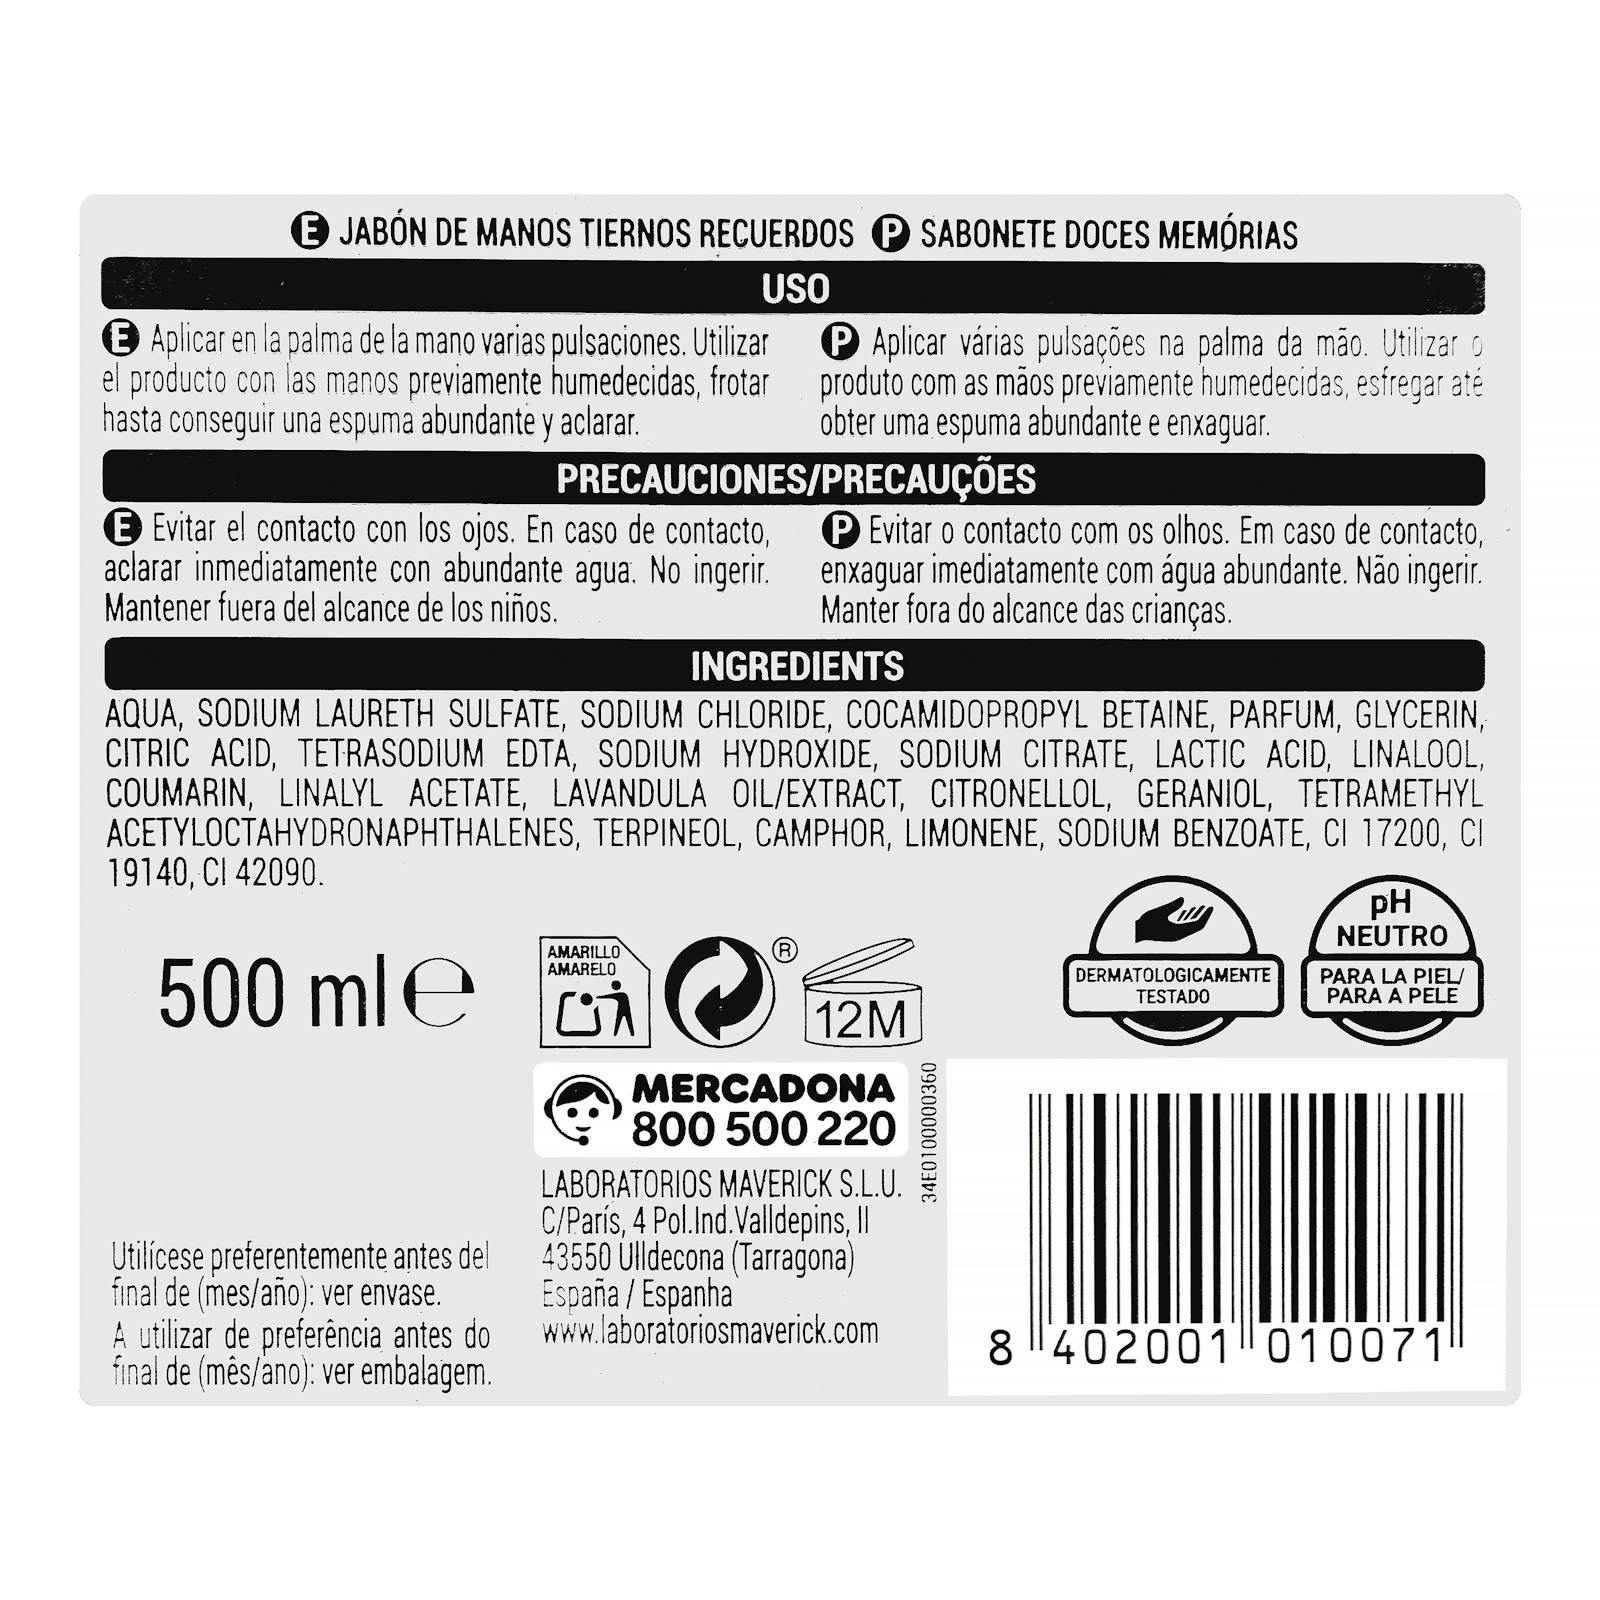 E JABÓN DE MANOS TIERNOS RECUERDOS P SABONETE DOCES MEMÓRIAS
USO
E Aplicar en la palma de la mano varias pulsaciones. Utilizar
el producto con las manos previamente humedecidas, frotar
hasta conseguir una espuma abundante y aclarar.
P Aplicar várias pulsações na palma da mão. Utilizar o
produto com as mãos previamente humedecidas, esfregar até
obter uma espuma abundante e enxaguar.
PRECAUCIONES/PRECAUÇÕES
E Evitar el contacto con los ojos. En caso de contacto,
aclarar inmediatamente con abundante agua. No ingerir.
Mantener fuera del alcance de los niños.
P Evitar o contacto com os olhos. Em caso de contacto,
enxaguar imediatamente com água abundante. Não ingerir.
Manter fora do alcance das crianças.
INGREDIENTS
AQUA, SODIUM LAURETH SULFATE, SODIUM CHLORIDE, COCAMIDOPROPYL BETAINE, PARFUM, GLYCERIN,
CITRIC ACID, TETRASODIUM EDTA, SODIUM HYDROXIDE, SODIUM CITRATE, LACTIC ACID, LINALOOL,
COUMARIN, LINALYL ACETATE, LAVANDULA OIL/EXTRACT, CITRONELLOL, GERANIOL, TETRAMETHYL
ACETYLOCTAHYDRONAPHTHALENES, TERPINEOL, CAMPHOR, LIMONENE, SODIUM BENZOATE, CI 17200, CI
19140, CI 42090.
500 ml e
AMARILLO
AMARELO
®
12M
DERMATOLOGICAMENTE
TESTADO
pH
NEUTRO
PARA LA PIEL/
PARA A PELE
MERCADONA
800 500 220
34E0100000360
LABORATORIOS MAVERICK S.L.U.
C/París, 4 Pol.Ind.Valldepins, II
43550 Ulldecona (Tarragona)
España / Espanha
www.laboratoriosmaverick.com
Utilícese preferentemente antes del
final de (mes/año): ver envase.
A utilizar de preferência antes do
final de (mês/ano): ver embalagem.
8 402001 010071